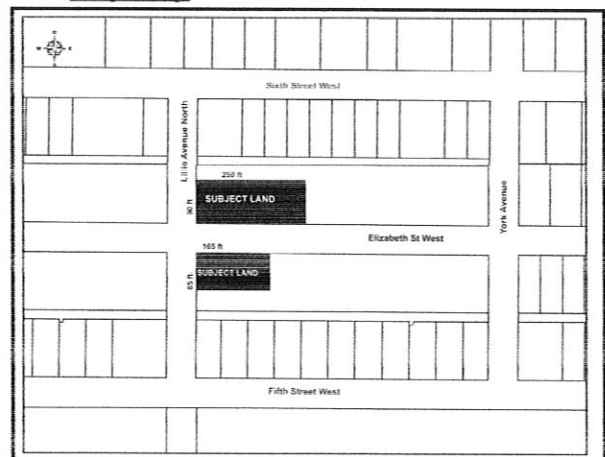 N
W E
Sixth Street West
Lillie Avenue North
250 ft
SUBJECT LAND
90 ft
York Avenue
Elizabeth St West
165 ft
SUBJECT LAND
85 ft
Fifth Street West